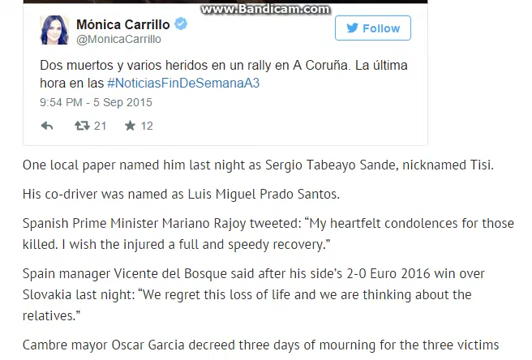 www.Bandicam.com
Mónica Carrillo
@MonicaCarrillo
Follow
Dos muertos y varios heridos en un rally en A Coruña. La última
hora en las #NoticiasFinDeSemanaA3
9:54 PM - 5 Sep 2015
21 12
One local paper named him last night as Sergio Tabeayo Sande, nicknamed Tisi.
His co-driver was named as Luis Miguel Prado Santos.
Spanish Prime Minister Mariano Rajoy tweeted: “My heartfelt condolences for those
killed. I wish the injured a full and speedy recovery.”
Spain manager Vicente del Bosque said after his side’s 2-0 Euro 2016 win over
Slovakia last night: “We regret this loss of life and we are thinking about the
relatives.”
Cambre mayor Oscar Garcia decreed three days of mourning for the three victims